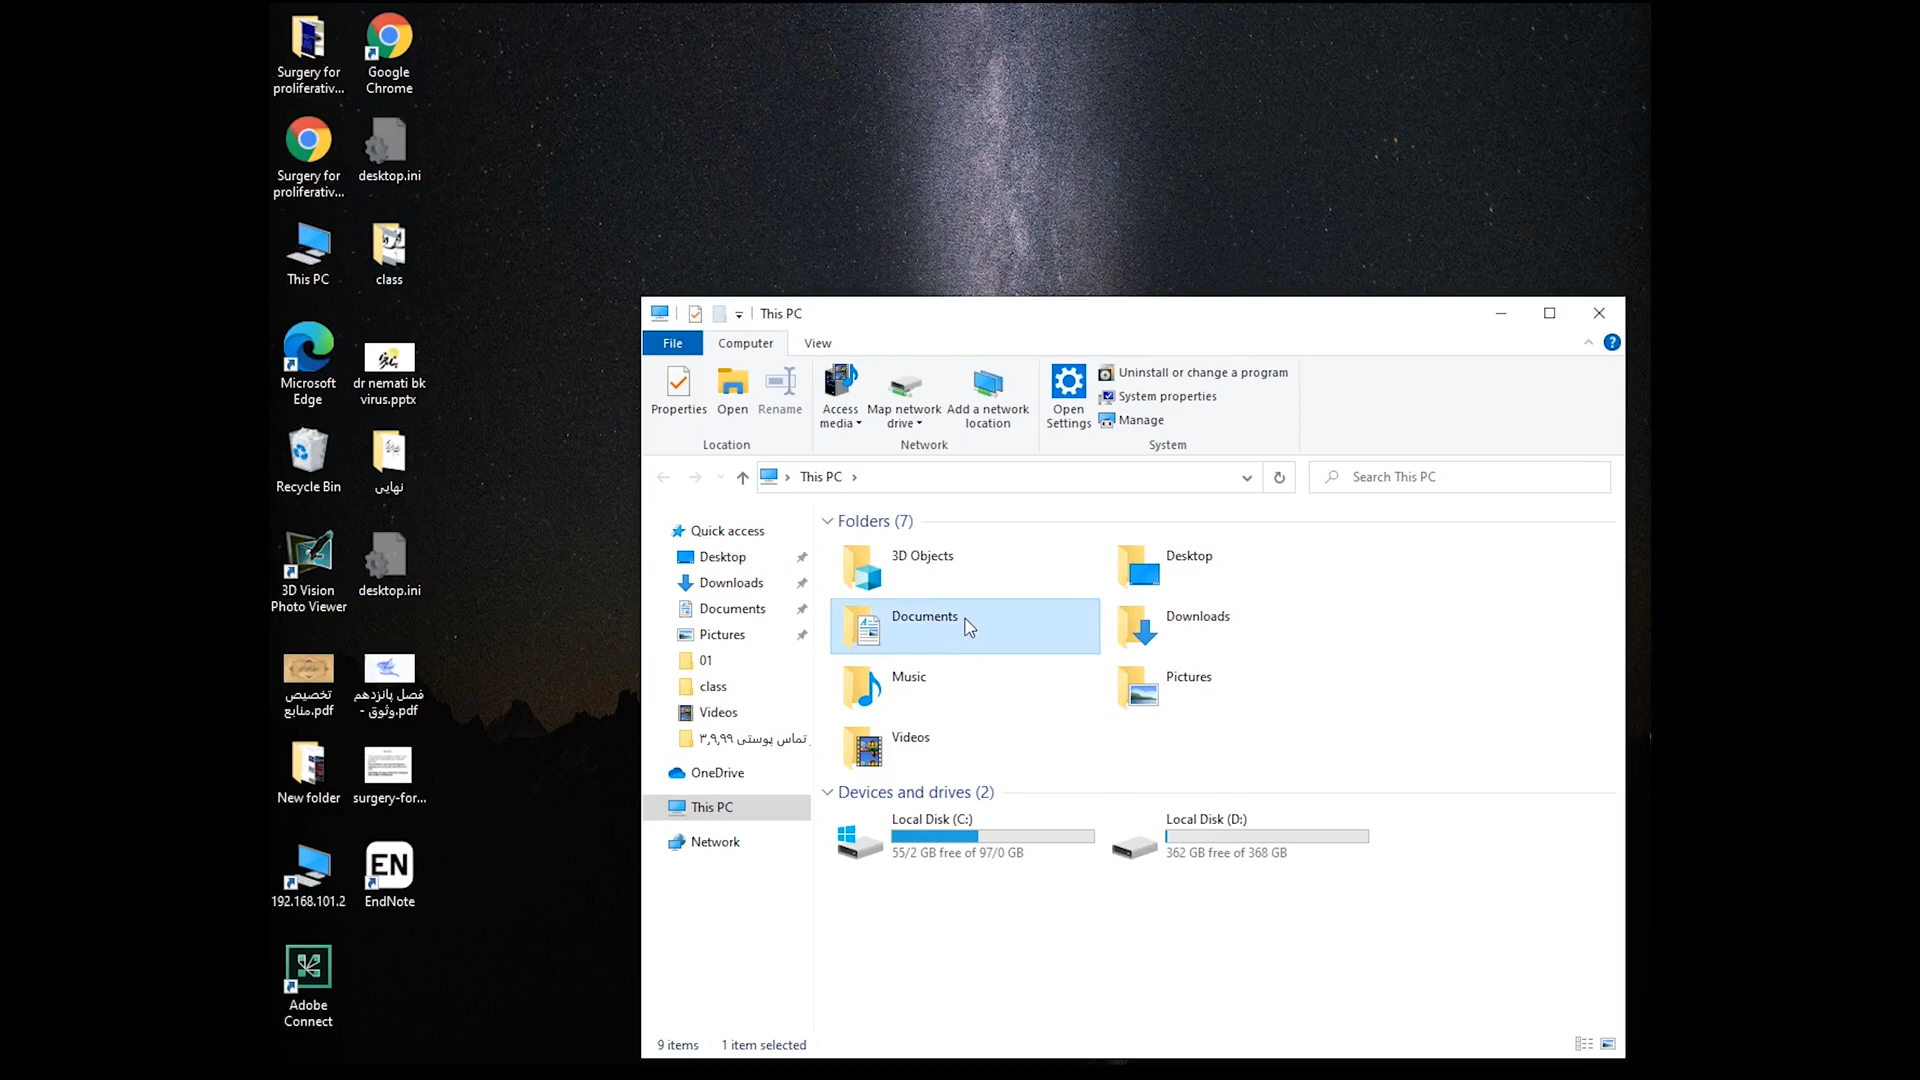 Surgery for
proliferativ...
Google
Chrome
Surgery for
proliferativ...
desktop.ini
This PC
class
Microsoft
Edge
dr nemati bk
virus.pptx
Recycle Bin
نهایی
3D Vision
Photo Viewer
desktop.ini
تخصیص
منابع.pdf
فصل پانزدهم
- وثوق.pdf
New folder
surgery-for...
192.168.101.2
EN
EndNote
Adobe
Connect
This PC
File
Computer
View
?
Properties
Open
Rename
Location
Access
media
Map network
drive
Add a network
location
Network
Open
Settings
Uninstall or change a program
System properties
Manage
System
This PC
Search This PC
Quick access
Desktop
Downloads
Documents
Pictures
01
class
Videos
تماس پوستی ۳,۹,۹۹
OneDrive
This PC
Network
Folders (7)
3D Objects
Desktop
Documents
Downloads
Music
Pictures
Videos
Devices and drives (2)
Local Disk (C:)
55/2 GB free of 97/0 GB
Local Disk (D:)
362 GB free of 368 GB
9 items
1 item selected